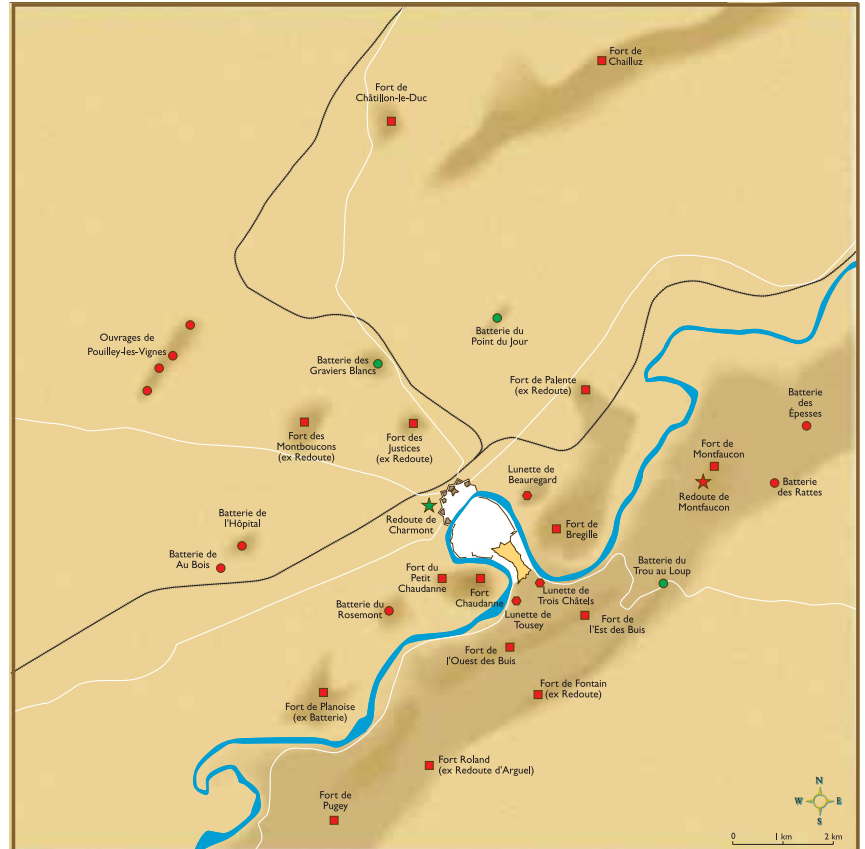 Fort de
Chailluz
Fort de
Châtillon-le-Duc
Ouvrages de
Pouilley-les-Vignes
Batterie du
Point du Jour
Batterie des
Graviers Blancs
Fort de Palente
(ex Redoute)
Batterie
des
Épesses
Fort des
Montboucons
(ex Redoute)
Fort des
Justices
(ex Redoute)
Fort de
Montfaucon
Lunette de
Beauregard
Batterie
des Rattes
Redoute de
Montfaucon
Redoute de
Charmont
Batterie de
l'Hôpital
Fort de
Bregille
Batterie de
Au Bois
Batterie du
Trou au Loup
Fort du
Petit
Chaudanne
Fort
Chaudanne
Lunette de
Trois Châtels
Batterie du
Rosemont
Lunette de
Tousey
Fort de
l'Est des Buis
Fort de
l'Ouest des Buis
Fort de Fontain
(ex Redoute)
Fort de Planoise
(ex Batterie)
Fort Roland
(ex Redoute d'Arguel)
Fort de
Pugey
N
W
E
S
0
1 km
2 km